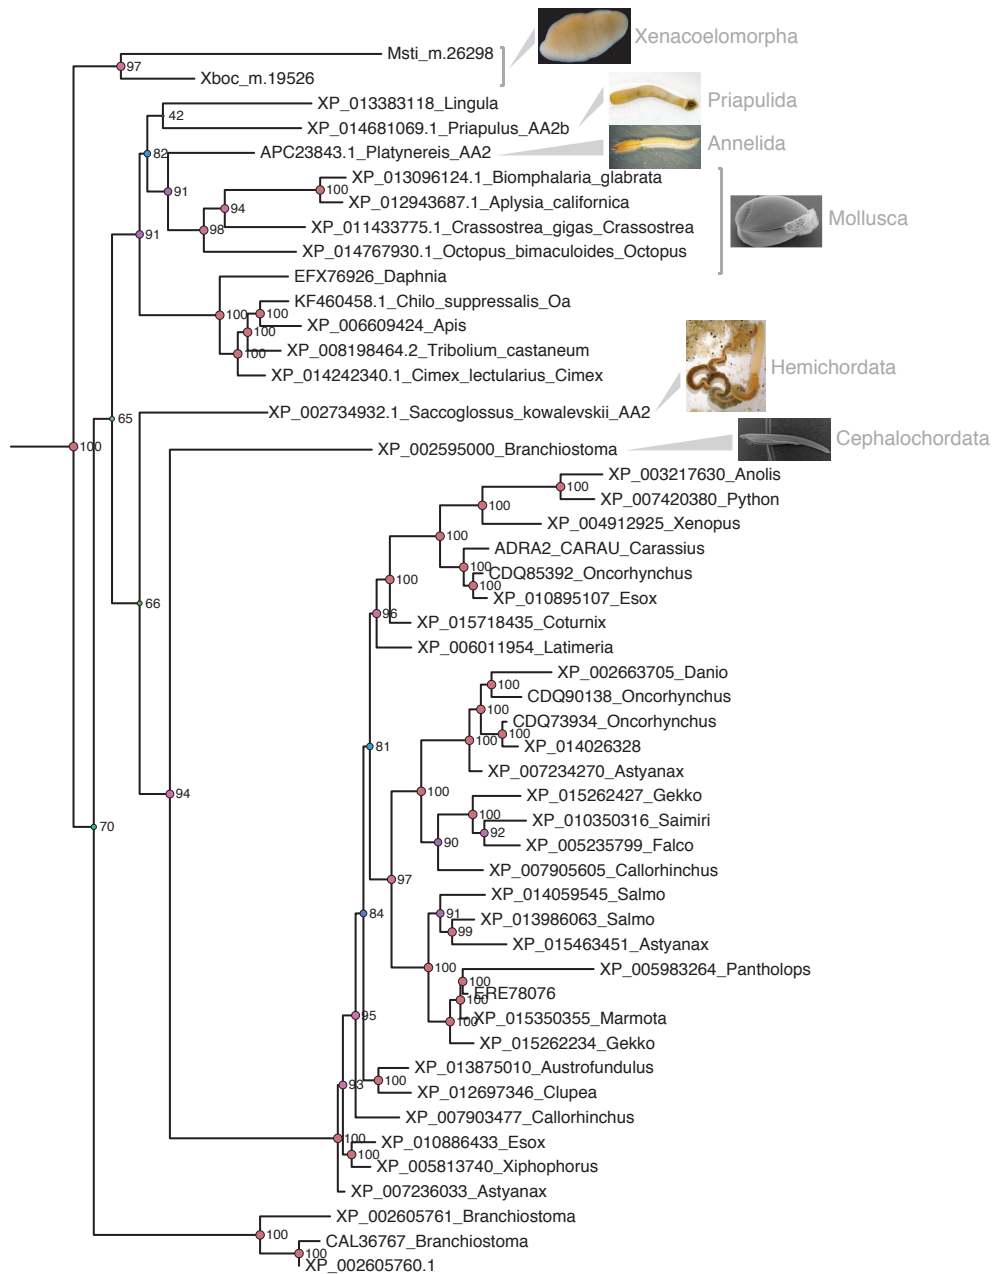 Msti_m.26298
Xenacoelomorpha
97
Xboc_m.19526
XP_013383118_Lingula
Priapulida
42
XP_014681069.1_Priapulus_AA2b
82
APC23843.1_Platynereis_AA2
Annelida
XP_013096124.1_Biomphalaria_glabrata
91
100
XP_012943687.1_Aplysia_californica
94
Mollusca
XP_011433775.1_Crassostrea_gigas_Crassostrea
98
91
XP_014767930.1_Octopus_bimaculoides_Octopus
EFX76926_Daphnia
KF460458.1_Chilo_suppressalis_Oa
100
100
XP_006609424_Apis
100
XP_008198464.2_Tribolium_castaneum
100
XP_014242340.1_Cimex_lectularius_Cimex
Hemichordata
XP_002734932.1_Saccoglossus_kowalevskii_AA2
65
Cephalochordata
100
XP_002595000_Branchiostoma
XP_003217630_Anolis
100
XP_007420380_Python
100
XP_004912925_Xenopus
100
ADRA2_CARAU_Carassius
100
CDQ85392_Oncorhynchus
100
100
XP_010895107_Esox
66
96
XP_015718435_Coturnix
XP_006011954_Latimeria
XP_002663705_Danio
100
CDQ90138_Oncorhynchus
100
CDQ73934_Oncorhynchus
100
100
81
XP_014026328
XP_007234270_Astyanax
100
94
XP_015262427_Gekko
100
XP_010350316_Saimiri
70
92
90
XP_005235799_Falco
XP_007905605_Callorhinchus
97
XP_014059545_Salmo
84
91
XP_013986063_Salmo
99
XP_015463451_Astyanax
100
XP_005983264_Pantholops
100
ERE78076
100
95
100
XP_015350355_Marmota
XP_015262234_Gekko
XP_013875010_Austrofundulus
93
100
XP_012697346_Clupea
XP_007903477_Callorhinchus
100
XP_010886433_Esox
100
XP_005813740_Xiphophorus
XP_007236033_Astyanax
XP_002605761_Branchiostoma
100
CAL36767_Branchiostoma
100
XP_002605760.1